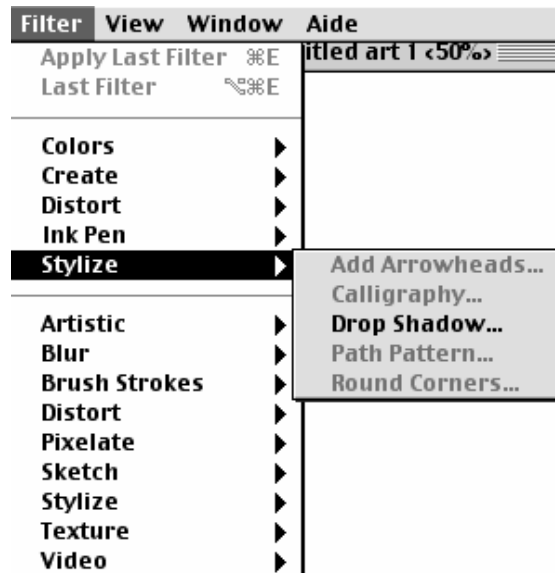 Filter View Window Aide
Apply Last Filter ⌘E
itled art 1 <50%>
Last Filter ⌥⌘E
Colors
Create
Distort
Ink Pen
Stylize
Add Arrowheads...
Calligraphy...
Drop Shadow...
Path Pattern...
Round Corners...
Artistic
Blur
Brush Strokes
Distort
Pixelate
Sketch
Stylize
Texture
Video